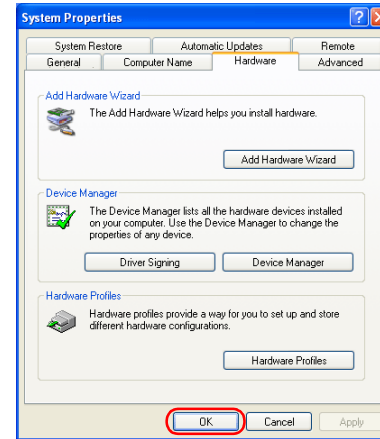 System Properties
System Restore Automatic Updates Remote
General Computer Name Hardware Advanced
Add Hardware Wizard
The Add Hardware Wizard helps you install hardware.
Add Hardware Wizard
Device Manager
The Device Manager lists all the hardware devices installed
on your computer. Use the Device Manager to change the
properties of any device.
Driver Signing Device Manager
Hardware Profiles
Hardware profiles provide a way for you to set up and store
different hardware configurations.
Hardware Profiles
OK Cancel Apply